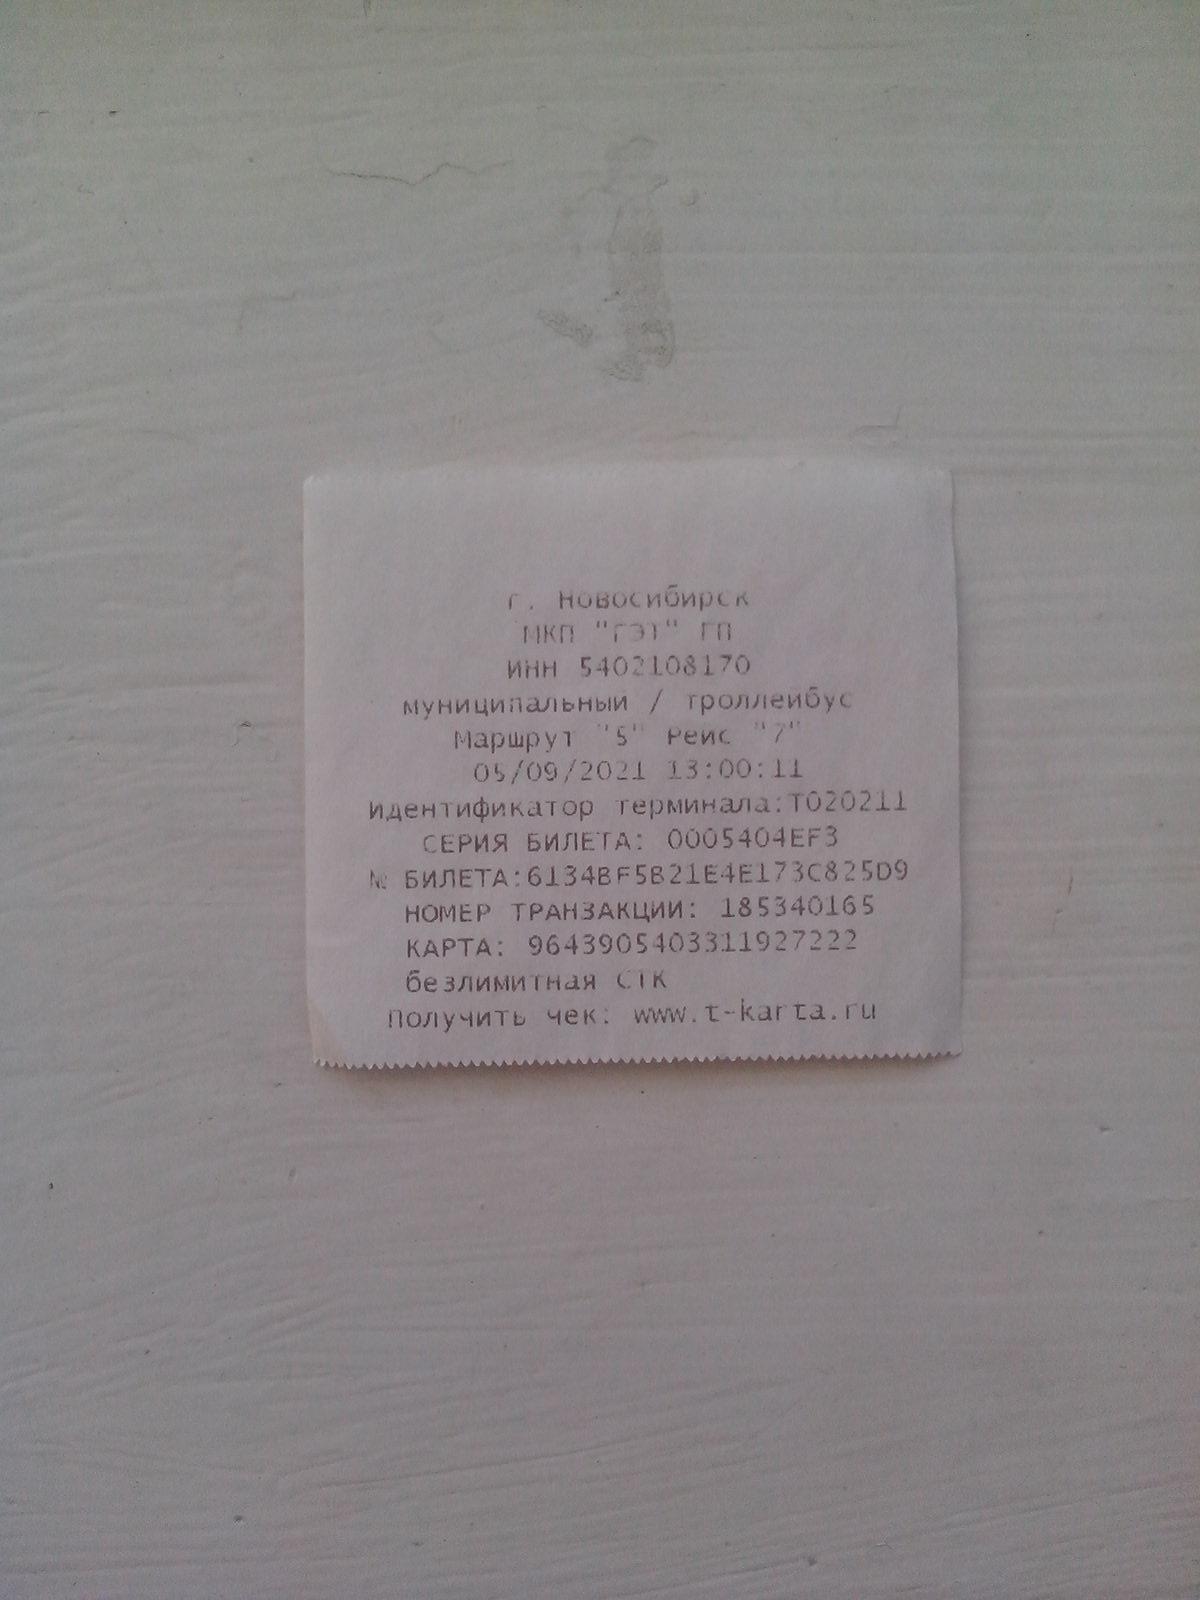 г. Новосибирск
МКП "ГЭТ" ГП
ИНН 5402108170
муниципальный / троллейбус
Маршрут "5" Рейс "7"
05/09/2021 13:00:11
идентификатор терминала:T020211
СЕРИЯ БИЛЕТА: 0005404EF3
№ БИЛЕТА:6134BF5B21E4E173C825D9
НОМЕР ТРАНЗАКЦИИ: 185340165
КАРТА: 9643905403311927222
безлимитная СТК
Получить чек: www.t-karta.ru